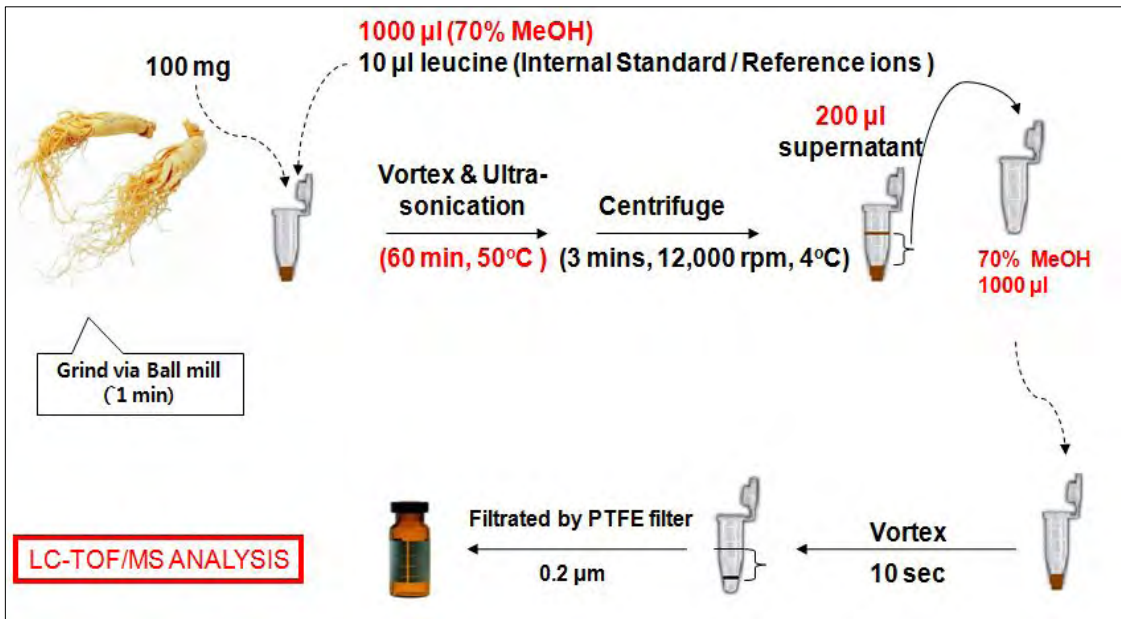 1000 µl (70% MeOH)
10 µl leucine (Internal Standard / Reference ions )
100 mg
200 µl
supernatant
Vortex & Ultra-
sonication
(60 min, 50°C )
Centrifuge
(3 mins, 12,000 rpm, 4°C)
70% MeOH
1000 µl
Grind via Ball mill
(~1 min)
Vortex
10 sec
Filtrated by PTFE filter
0.2 µm
LC-TOF/MS ANALYSIS